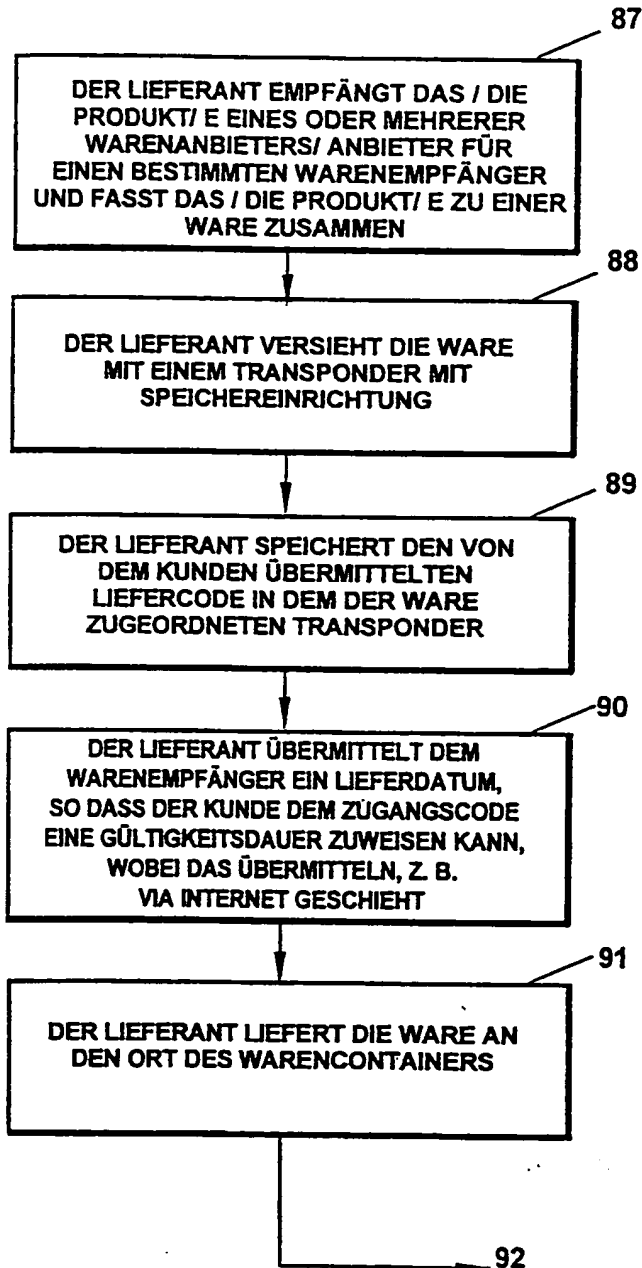 87
DER LIEFERANT EMPFÄNGT DAS / DIE
PRODUKT/ E EINES ODER MEHRERER
WARENANBIETERS/ ANBIETER FÜR
EINEN BESTIMMTEN WARENEMPFÄNGER
UND FASST DAS / DIE PRODUKT/ E ZU EINER
WARE ZUSAMMEN
88
DER LIEFERANT VERSIEHT DIE WARE
MIT EINEM TRANSPONDER MIT
SPEICHEREINRICHTUNG
89
DER LIEFERANT SPEICHERT DEN VON
DEM KUNDEN ÜBERMITTELTEN
LIEFERCODE IN DEM DER WARE
ZUGEORDNETEN TRANSPONDER
90
DER LIEFERANT ÜBERMITTELT DEM
WARENEMPFÄNGER EIN LIEFERDATUM,
SO DASS DER KUNDE DEM ZUGANGSCODE
EINE GÜLTIGKEITSDAUER ZUWEISEN KANN,
WOBEI DAS ÜBERMITTELN, Z. B.
VIA INTERNET GESCHIEHT
91
DER LIEFERANT LIEFERT DIE WARE AN
DEN ORT DES WARENCONTAINERS
92